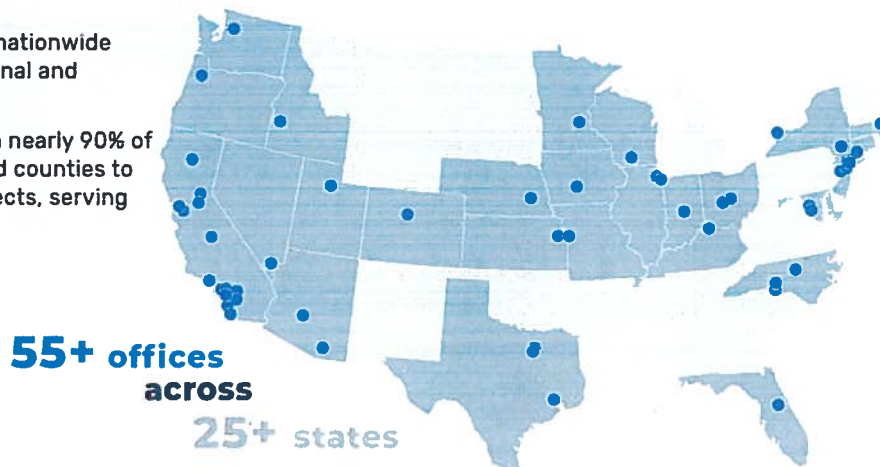 nationwide
nal and
nearly 90% of
d counties to
ects, serving
55+ offices
across
25+ states